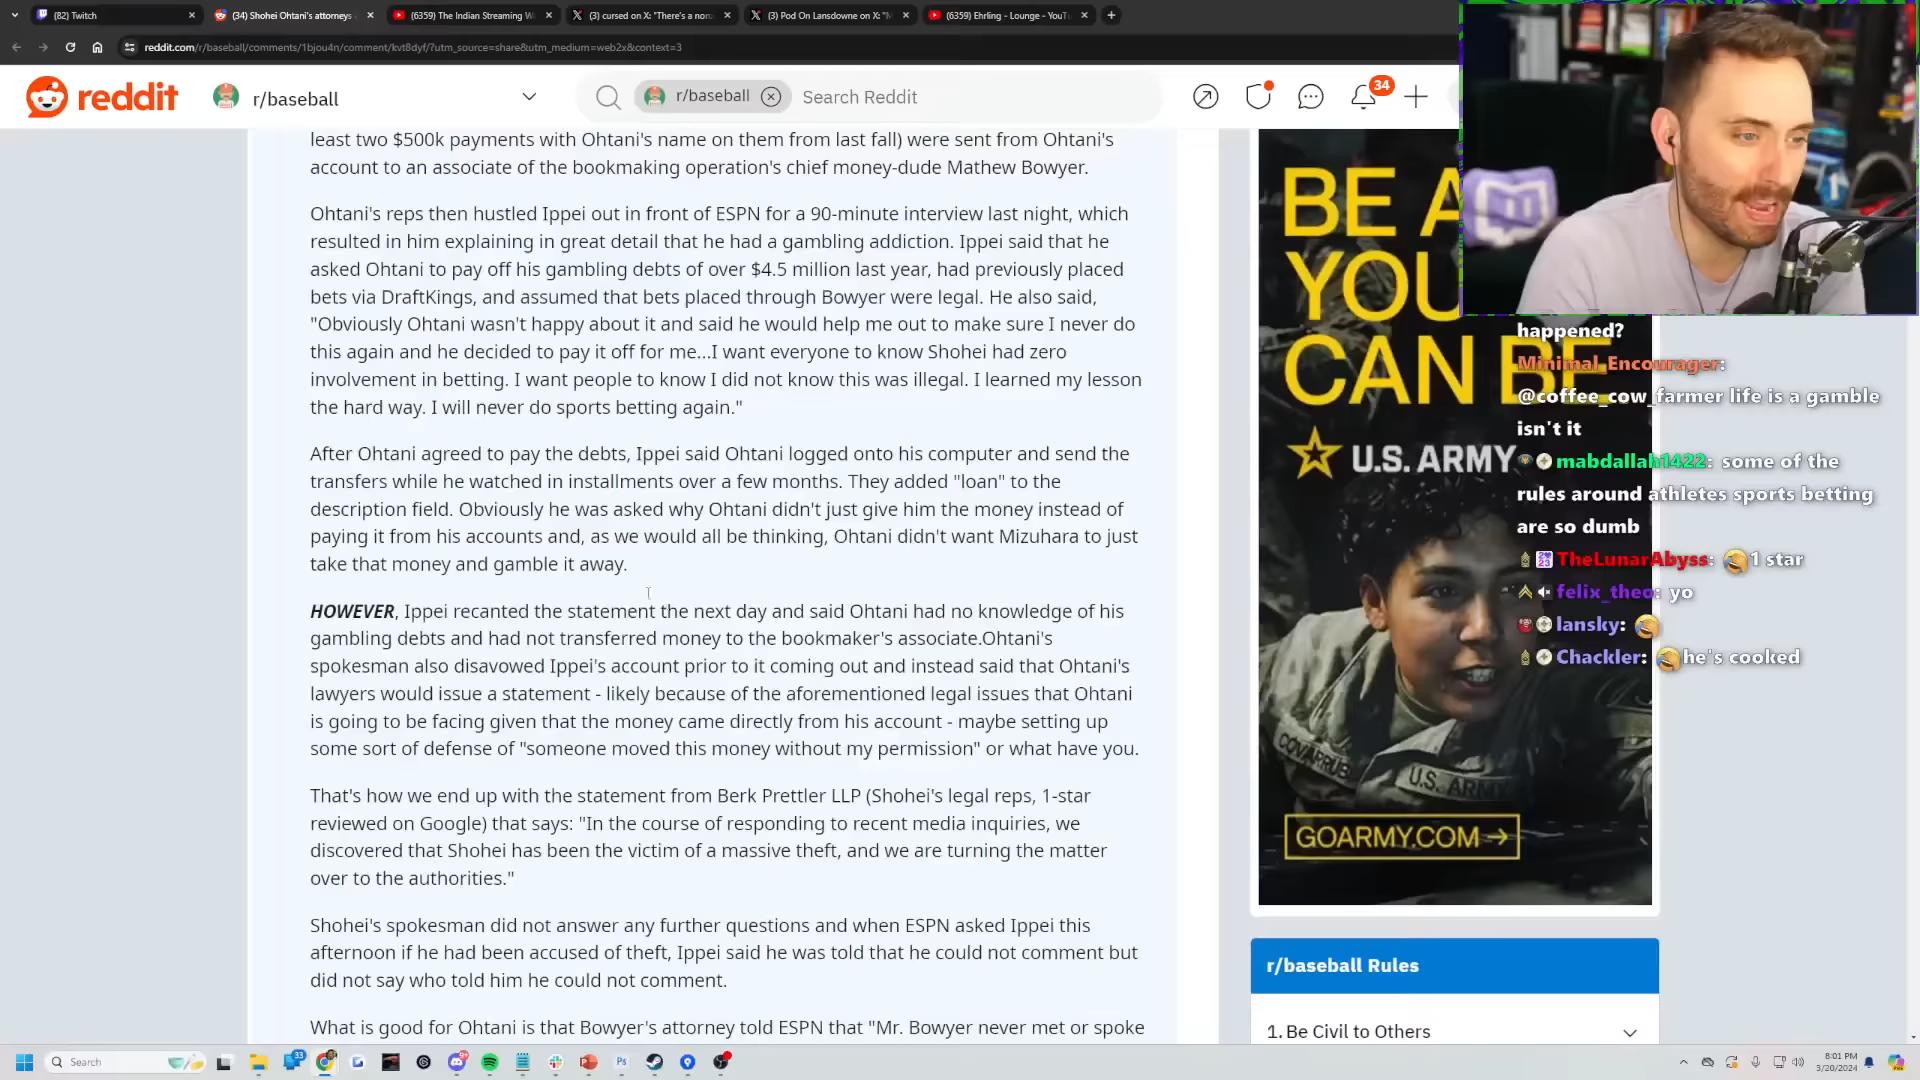 (82) Twitch
(34) Shohei Ohtani's attorneys
(6359) The Indian Streaming W
(3) cursed on X: "There's a non
(3) Pod On Lansdowne on X: "M
(6359) Ehrling - Lounge - YouTu
reddit.com/r/baseball/comments/1bjou4n/comment/kvt8dyf/?utm_source=share&utm_medium=web2x&context=3
reddit
r/baseball
r/baseball
Search Reddit
34
least two $500k payments with Ohtani's name on them from last fall) were sent from Ohtani's
account to an associate of the bookmaking operation's chief money-dude Mathew Bowyer.
Ohtani's reps then hustled Ippei out in front of ESPN for a 90-minute interview last night, which
resulted in him explaining in great detail that he had a gambling addiction. Ippei said that he
asked Ohtani to pay off his gambling debts of over $4.5 million last year, had previously placed
bets via DraftKings, and assumed that bets placed through Bowyer were legal. He also said,
"Obviously Ohtani wasn't happy about it and said he would help me out to make sure I never do
this again and he decided to pay it off for me...I want everyone to know Shohei had zero
involvement in betting. I want people to know I did not know this was illegal. I learned my lesson
the hard way. I will never do sports betting again."
After Ohtani agreed to pay the debts, Ippei said Ohtani logged onto his computer and send the
transfers while he watched in installments over a few months. They added "loan" to the
description field. Obviously he was asked why Ohtani didn't just give him the money instead of
paying it from his accounts and, as we would all be thinking, Ohtani didn't want Mizuhara to just
take that money and gamble it away.
HOWEVER, Ippei recanted the statement the next day and said Ohtani had no knowledge of his
gambling debts and had not transferred money to the bookmaker's associate.Ohtani's
spokesman also disavowed Ippei's account prior to it coming out and instead said that Ohtani's
lawyers would issue a statement - likely because of the aforementioned legal issues that Ohtani
is going to be facing given that the money came directly from his account - maybe setting up
some sort of defense of "someone moved this money without my permission" or what have you.
That's how we end up with the statement from Berk Prettler LLP (Shohei's legal reps, 1-star
reviewed on Google) that says: "In the course of responding to recent media inquiries, we
discovered that Shohei has been the victim of a massive theft, and we are turning the matter
over to the authorities."
Shohei's spokesman did not answer any further questions and when ESPN asked Ippei this
afternoon if he had been accused of theft, Ippei said he was told that he could not comment but
did not say who told him he could not comment.
What is good for Ohtani is that Bowyer's attorney told ESPN that "Mr. Bowyer never met or spoke
BE A
YOU
CAN BE
U.S. ARMY
U.S. ARMY
GOARMY.COM →
happened?
Minimal_Encourager:
@coffee_cow_farmer life is a gamble
isn't it
mabdallah1422: some of the
rules around athletes sports betting
are so dumb
TheLunarAbyss: 1 star
felix_theo: yo
lansky:
Chackler: he's cooked
r/baseball Rules
1. Be Civil to Others
Search
33
8:01 PM
3/20/2024